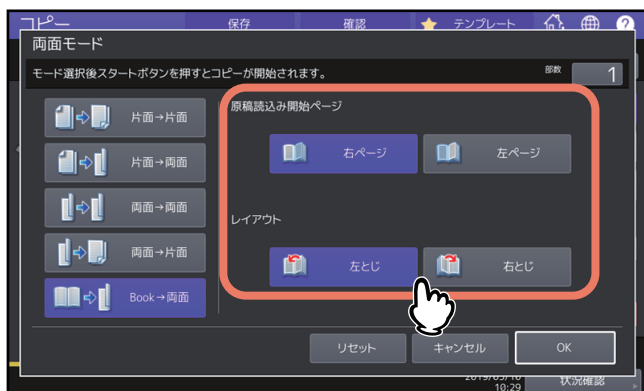 コピー 保存 確認 テンプレート ?
両面モード
モード選択後スタートボタンを押すとコピーが開始されます。 部数 1
原稿読込み開始ページ
片面→片面
右ページ 左ページ
片面→両面
両面→両面
レイアウト
両面→片面
左とじ 右とじ
Book→両面
リセット キャンセル OK
10:29 状況確認